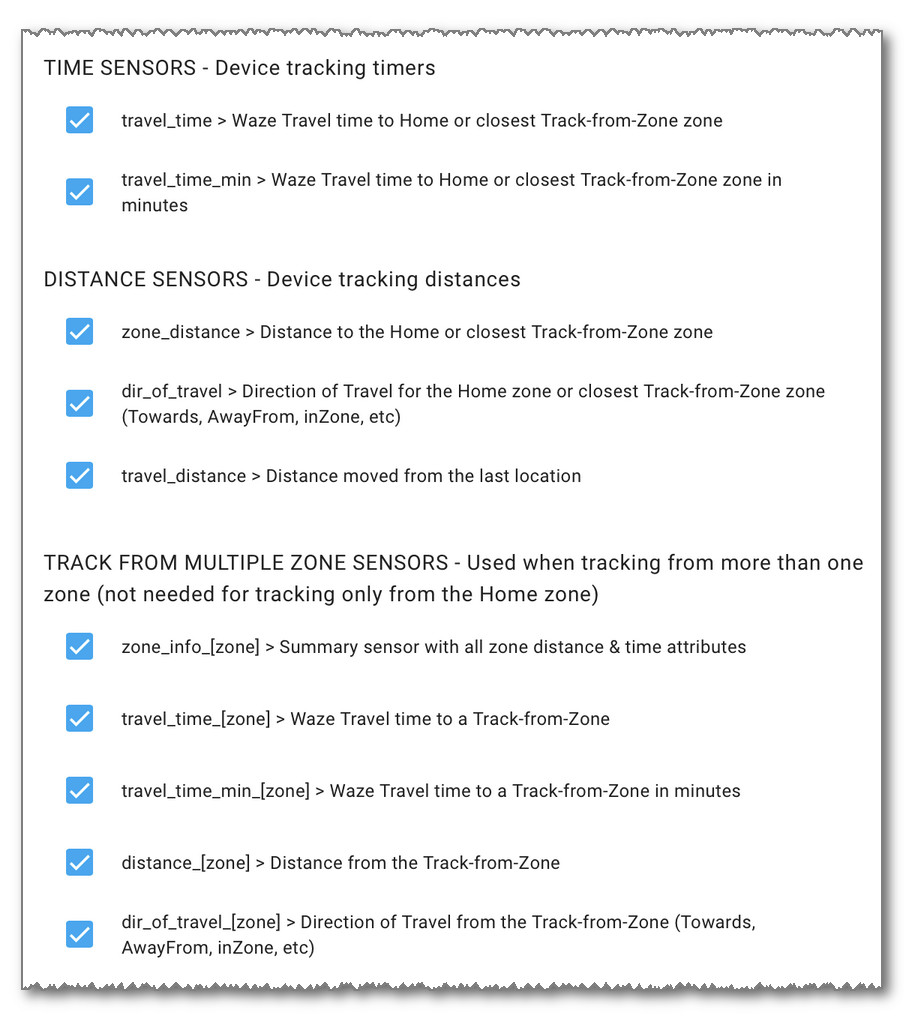 TIME SENSORS - Device tracking timers
travel_time > Waze Travel time to Home or closest Track-from-Zone zone
travel_time_min > Waze Travel time to Home or closest Track-from-Zone zone in
minutes
DISTANCE SENSORS - Device tracking distances
zone_distance > Distance to the Home or closest Track-from-Zone zone
dir_of_travel > Direction of Travel for the Home zone or closest Track-from-Zone zone
(Towards, AwayFrom, inZone, etc)
travel_distance > Distance moved from the last location
TRACK FROM MULTIPLE ZONE SENSORS - Used when tracking from more than one
zone (not needed for tracking only from the Home zone)
zone_info_[zone] > Summary sensor with all zone distance & time attributes
travel_time_[zone] > Waze Travel time to a Track-from-Zone
travel_time_min_[zone] > Waze Travel time to a Track-from-Zone in minutes
distance_[zone] > Distance from the Track-from-Zone
dir_of_travel_[zone] > Direction of Travel from the Track-from-Zone (Towards,
AwayFrom, inZone, etc)